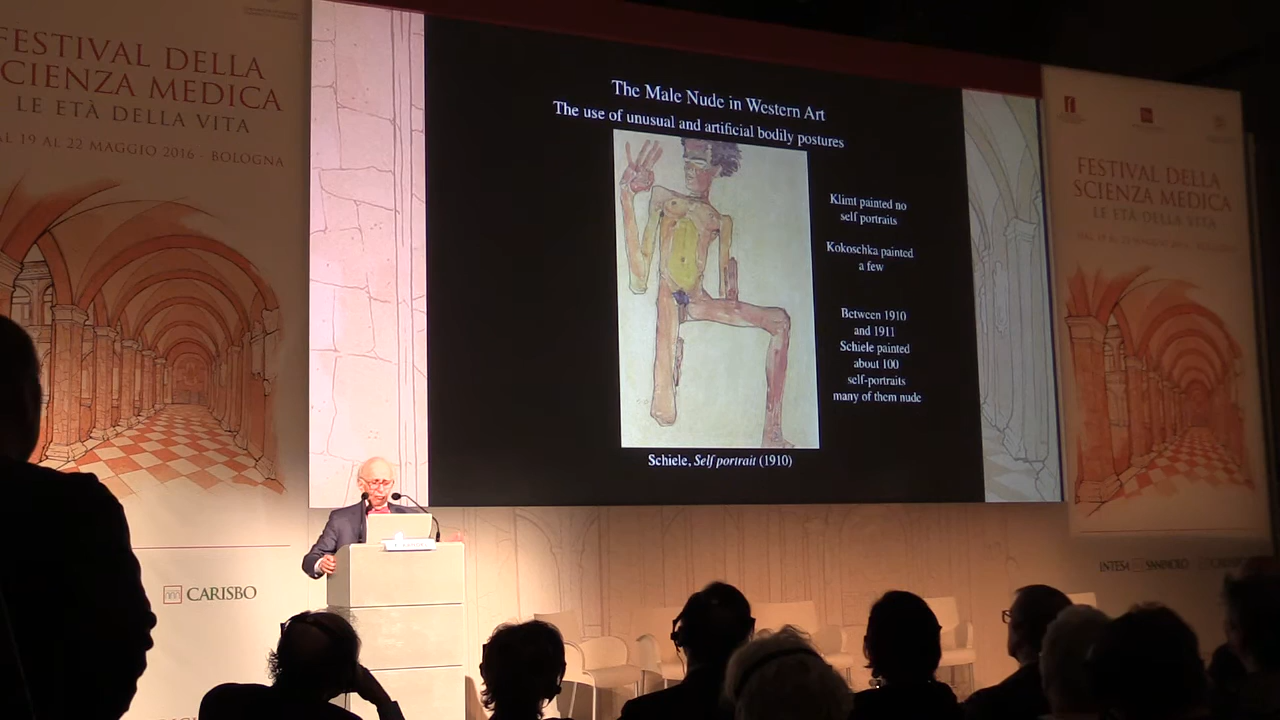 FESTIVAL DELLA
SCIENZA MEDICA
LE ETÀ DELLA VITA
AL 19 AL 22 MAGGIO 2016 - BOLOGNA
CARISBO
The Male Nude in Western Art
The use of unusual and artificial bodily postures
Klimt painted no
self portraits
Kokoschka painted
a few
Between 1910
and 1911
Schiele painted
about 100
self-portraits
many of them nude
Schiele, Self portrait (1910)
FESTIVAL DELLA
SCIENZA MEDICA
LE ETÀ DELLA VITA
INTESA SANPAOLO